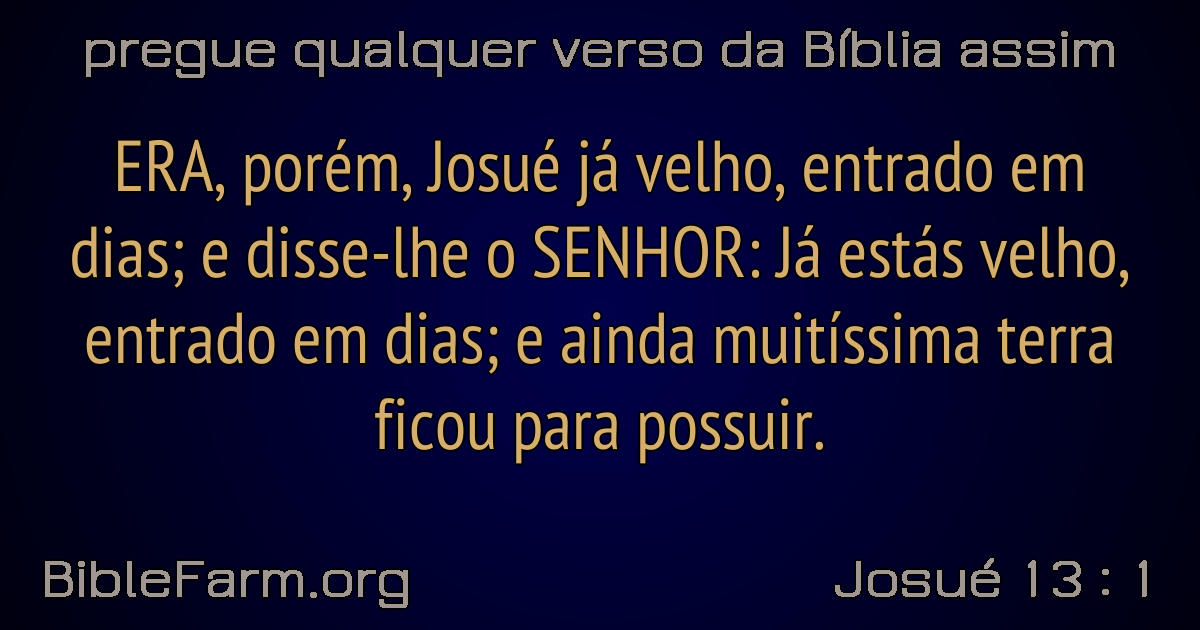 pregue qualquer verso da Bíblia assim
ERA, porém, Josué já velho, entrado em
dias; e disse-lhe o SENHOR: Já estás velho,
entrado em dias; e ainda muitíssima terra
ficou para possuir.
BibleFarm.org
Josué 13 : 1